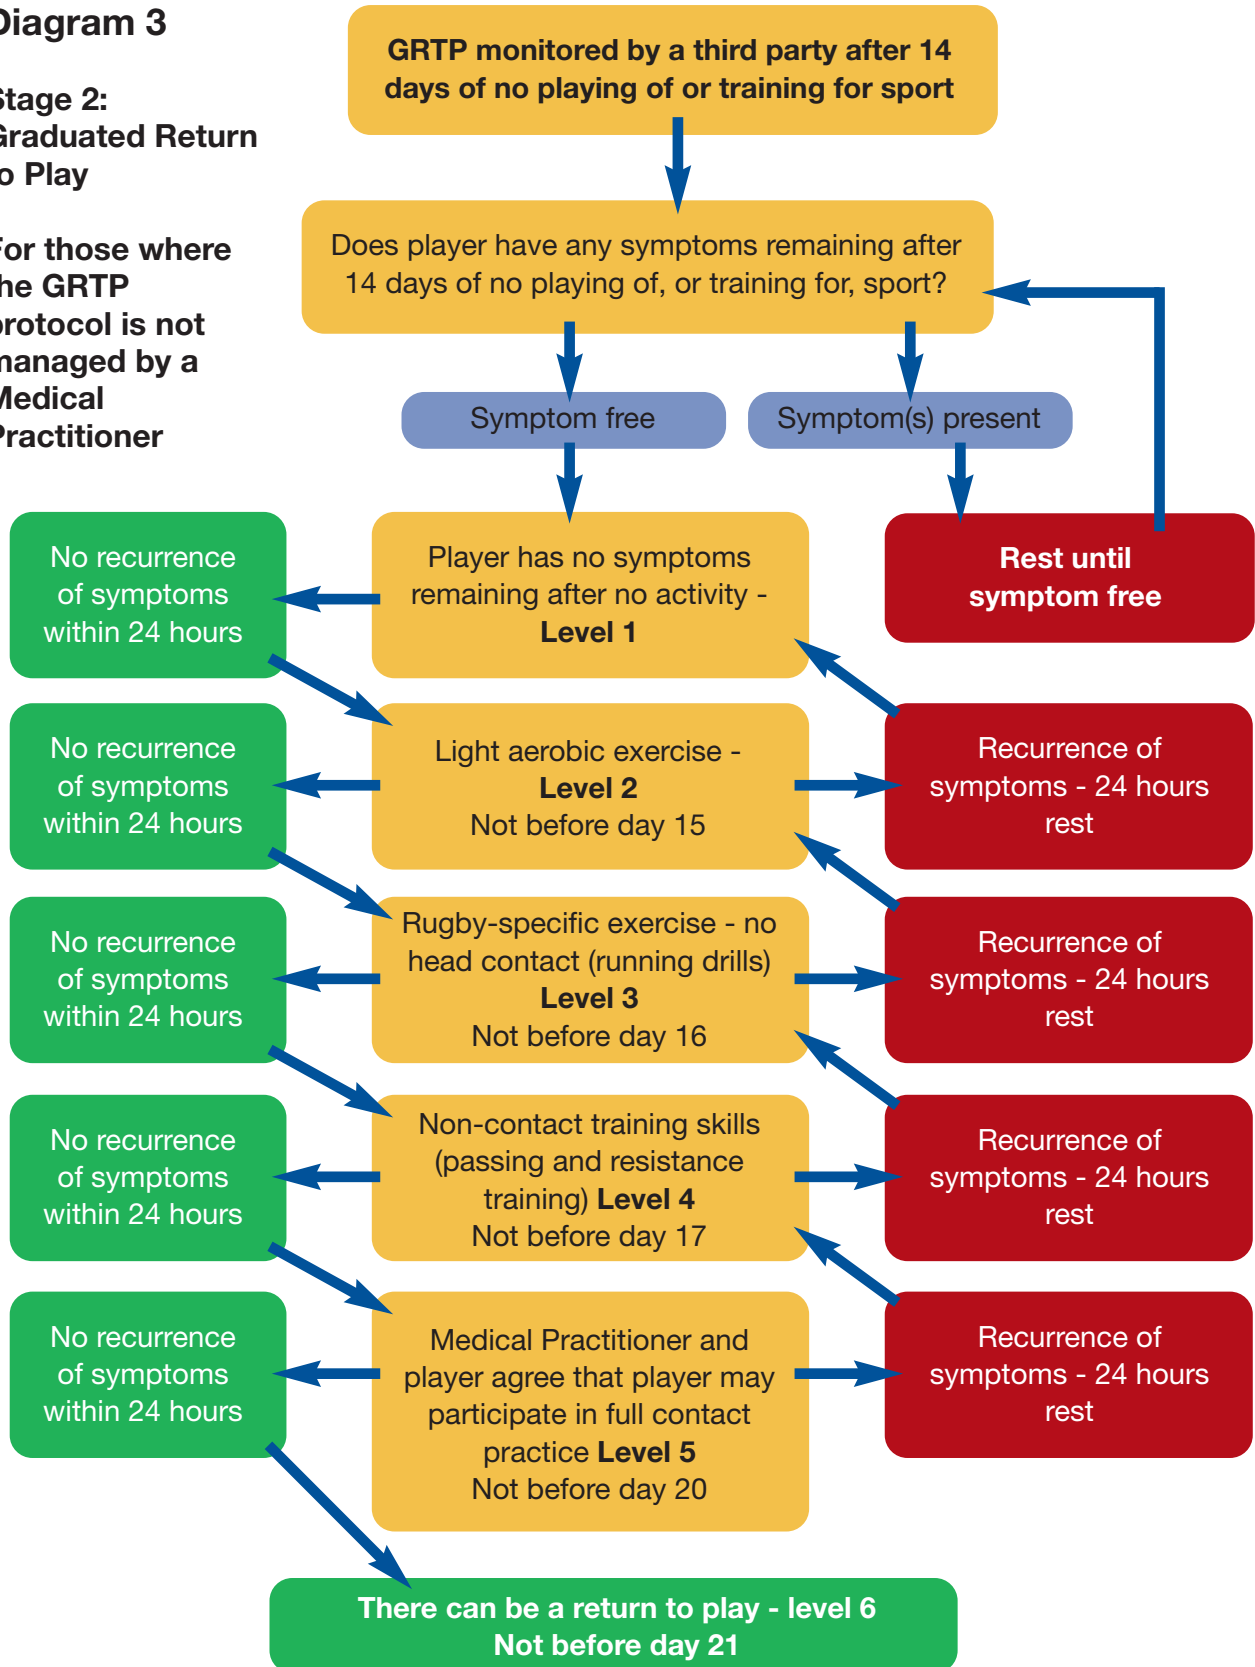 Diagram 3
Stage 2:
Graduated Return
to Play
For those where
the GRTP
protocol is not
managed by a
Medical
Practitioner
GRTP monitored by a third party after 14
days of no playing of or training for sport
Does player have any symptoms remaining after
14 days of no playing of, or training for, sport?
Symptom free
Symptom(s) present
No recurrence
of symptoms
within 24 hours
Player has no symptoms
remaining after no activity -
Level 1
Rest until
symptom free
No recurrence
of symptoms
within 24 hours
Light aerobic exercise -
Level 2
Not before day 15
Recurrence of
symptoms - 24 hours
rest
No recurrence
of symptoms
within 24 hours
Rugby-specific exercise - no
head contact (running drills)
Level 3
Not before day 16
Recurrence of
symptoms - 24 hours
rest
No recurrence
of symptoms
within 24 hours
Non-contact training skills
(passing and resistance
training) Level 4
Not before day 17
Recurrence of
symptoms - 24 hours
rest
No recurrence
of symptoms
within 24 hours
Medical Practitioner and
player agree that player may
participate in full contact
practice Level 5
Not before day 20
Recurrence of
symptoms - 24 hours
rest
There can be a return to play - level 6
Not before day 21